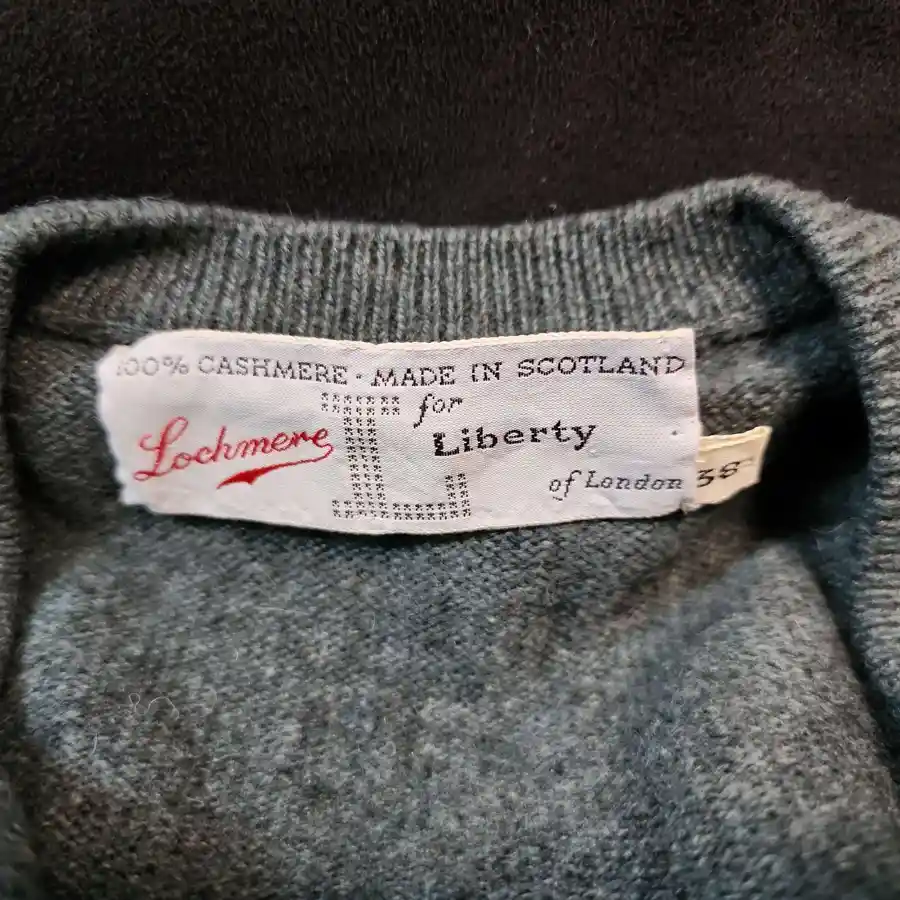 100% CASHMERE - MADE IN SCOTLAND
Lochmere
for
Liberty
of London
38"